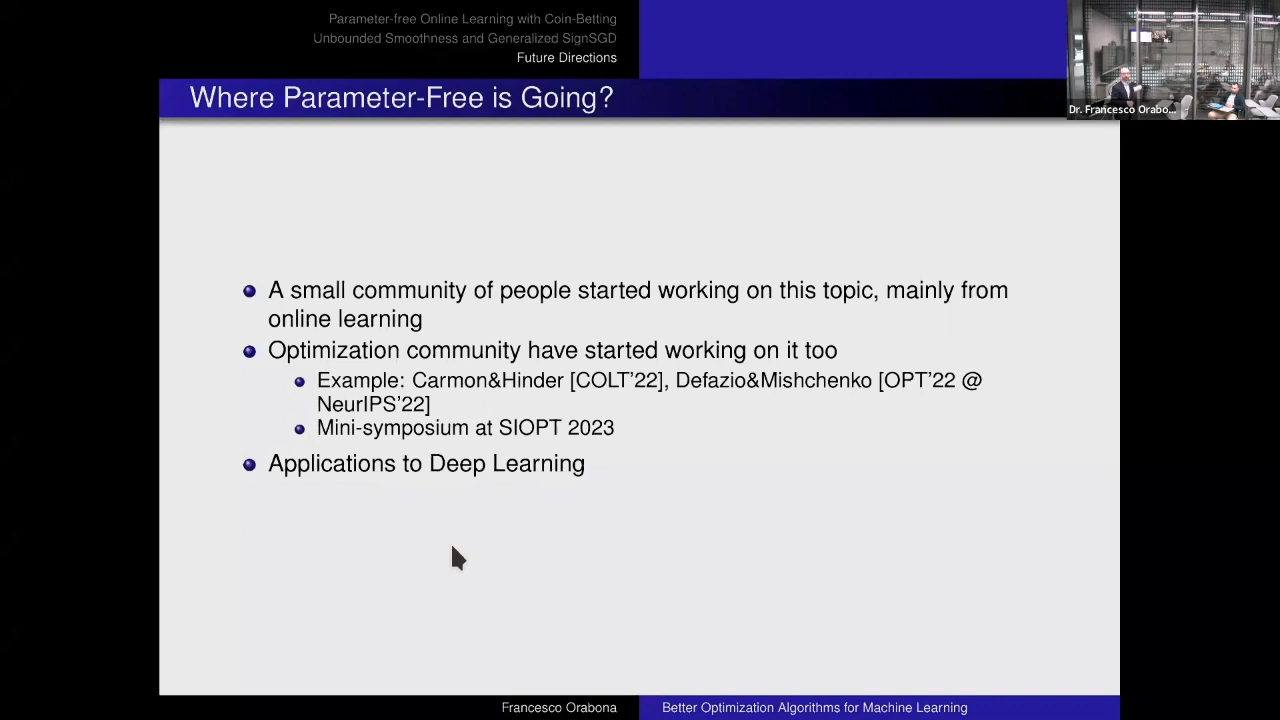 Parameter-free Online Learning with Coin-Betting
Unbounded Smoothness and Generalized SignSGD
Future Directions
Where Parameter-Free is Going?
Dr. Francesco Orabo...
A small community of people started working on this topic, mainly from
online learning
Optimization community have started working on it too
Example: Carmon&Hinder [COLT'22], Defazio&Mishchenko [OPT'22 @
NeurIPS'22]
Mini-symposium at SIOPT 2023
Applications to Deep Learning
Francesco Orabona
Better Optimization Algorithms for Machine Learning